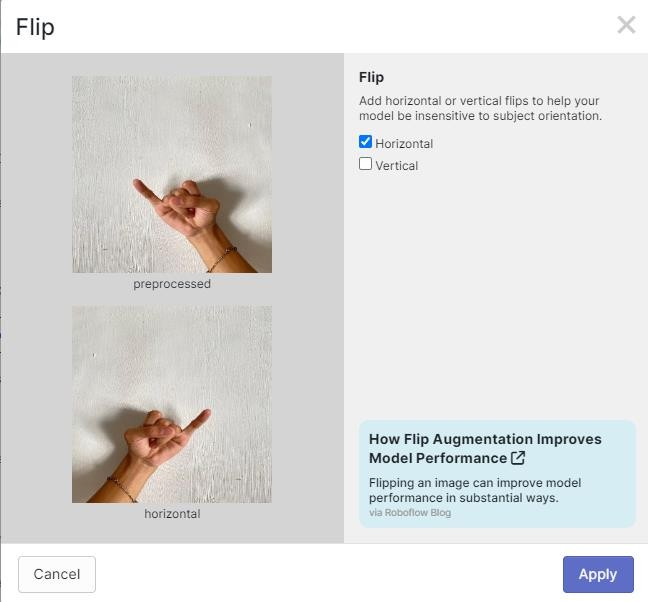 Flip
preprocessed
horizontal
Flip
Add horizontal or vertical flips to help your
model be insensitive to subject orientation.
Horizontal
Vertical
How Flip Augmentation Improves
Model Performance
Flipping an image can improve model
performance in substantial ways.
via Roboflow Blog
Cancel
Apply